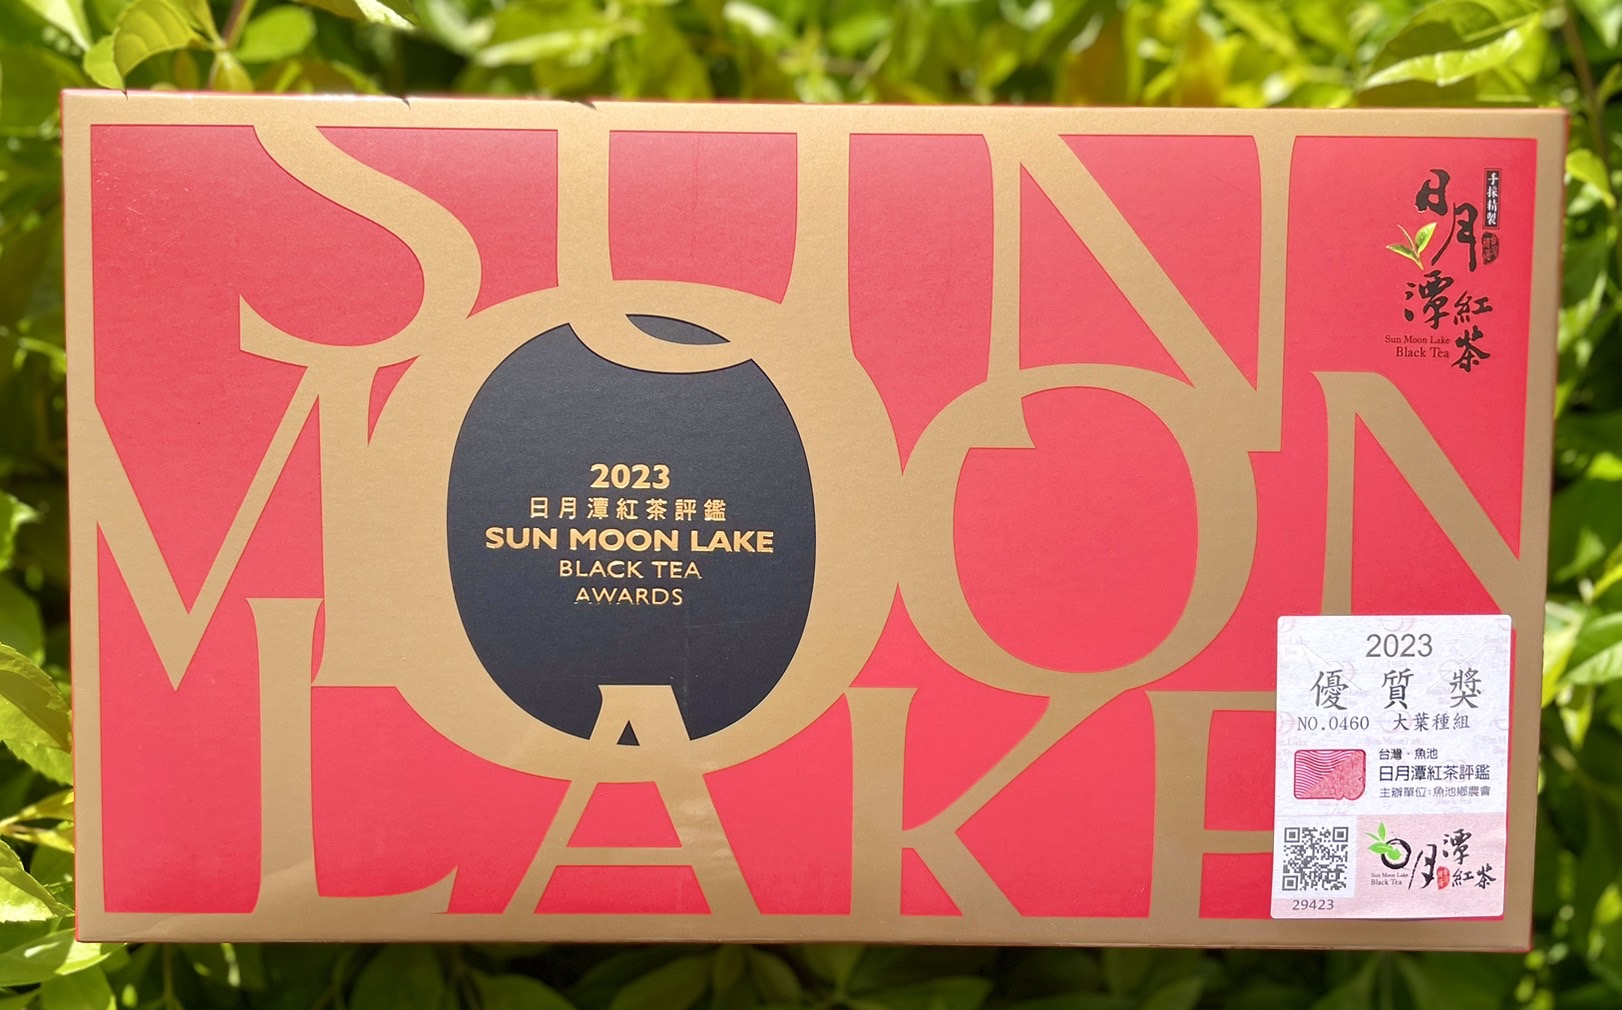 SUN
MOON
LAKE
2023
日月潭紅茶評鑑
SUN MOON LAKE
BLACK TEA
AWARDS
手採精製
日月潭紅茶
Sun Moon Lake
Black Tea
2023
優質獎
NO.0460 大葉種組
台灣・魚池
日月潭紅茶評鑑
主辦單位:魚池鄉農會
29423
日月潭紅茶
Sun Moon Lake
Black Tea